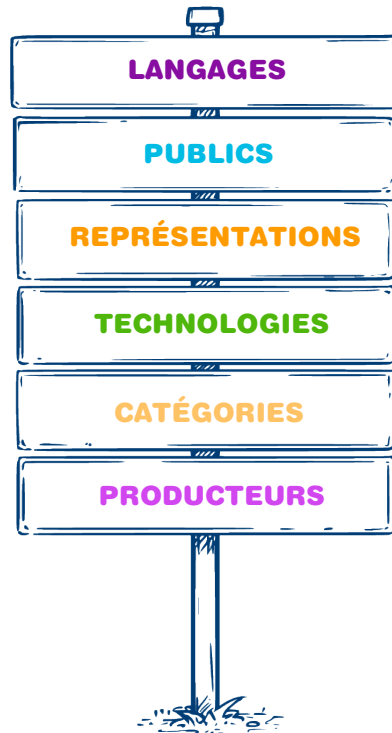 LANGAGES
PUBLICS
REPRÉSENTATIONS
TECHNOLOGIES
CATÉGORIES
PRODUCTEURS